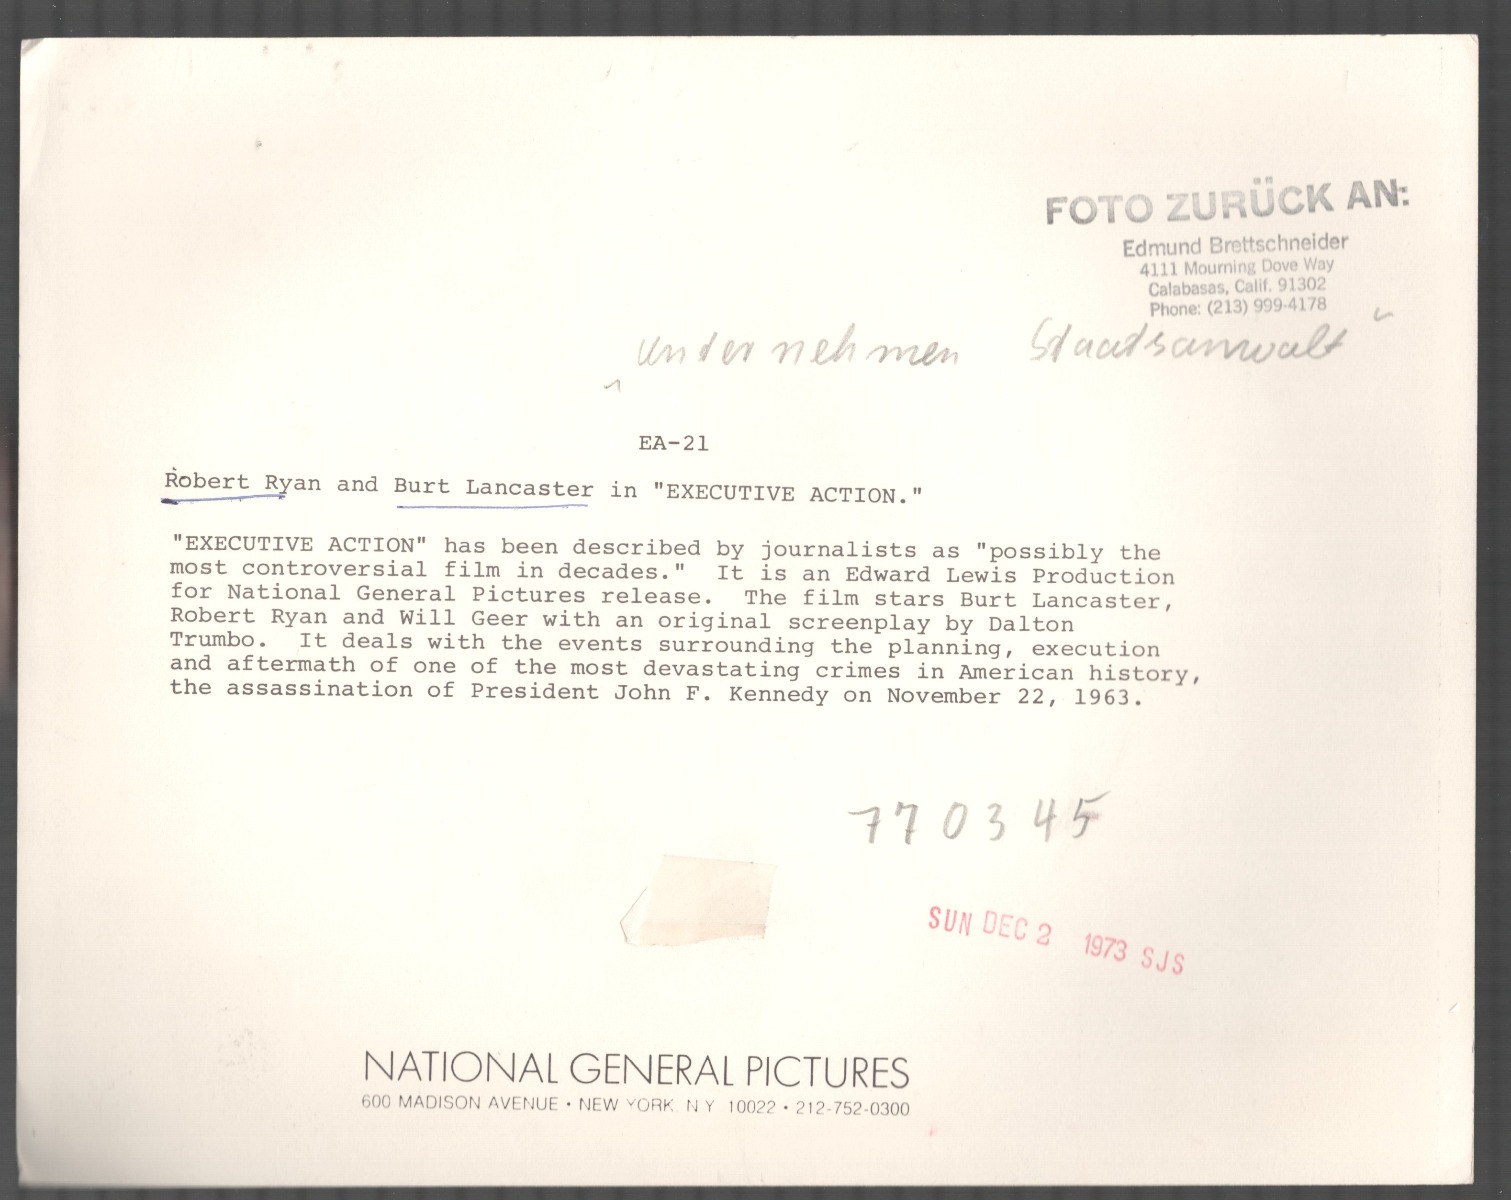 FOTO ZURÜCK AN:
Edmund Brettschneider
4111 Mourning Dove Way
Calabasas, Calif. 91302
Phone: (213) 999-4178
„Unternehmen Staatsanwalt"
EA-21
Robert Ryan and Burt Lancaster in "EXECUTIVE ACTION."
"EXECUTIVE ACTION" has been described by journalists as "possibly the
most controversial film in decades." It is an Edward Lewis Production
for National General Pictures release. The film stars Burt Lancaster,
Robert Ryan and Will Geer with an original screenplay by Dalton
Trumbo. It deals with the events surrounding the planning, execution
and aftermath of one of the most devastating crimes in American history,
the assassination of President John F. Kennedy on November 22, 1963.
770345
SUN DEC 2 1973 SJS
NATIONAL GENERAL PICTURES
600 MADISON AVENUE • NEW YORK, N Y 10022 • 212-752-0300